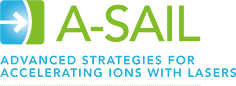 A-SAIL
ADVANCED STRATEGIES FOR
ACCELERATING IONS WITH LASERS